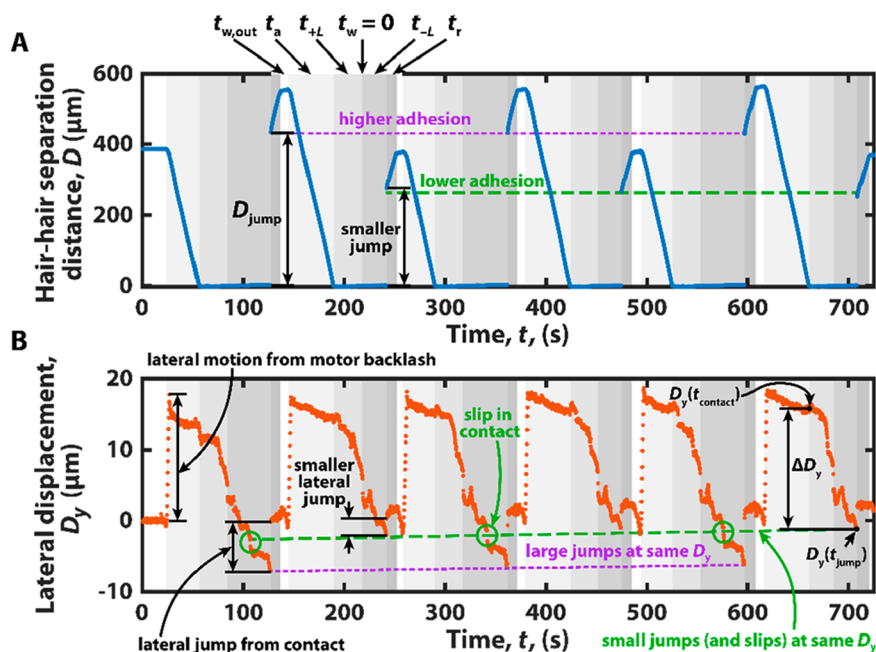 t_w,out t_a t_+L t_w = 0 t_−L t_r
A
600
400
200
0
Hair-hair separation
distance, D (µm)
higher adhesion
lower adhesion
D_jump
smaller
jump
0 100 200 300 400 500 600 700
Time, t, (s)
B
lateral motion from motor backlash
20
10
0
-10
Lateral displacement,
D_y (µm)
slip in
contact
D_y(t_contact)
smaller
lateral
jump
ΔD_y
large jumps at same D_y
D_y(t_jump)
0 100 200 300 400 500 600 700
lateral jump from contact
Time, t, (s)
small jumps (and slips) at same D_y